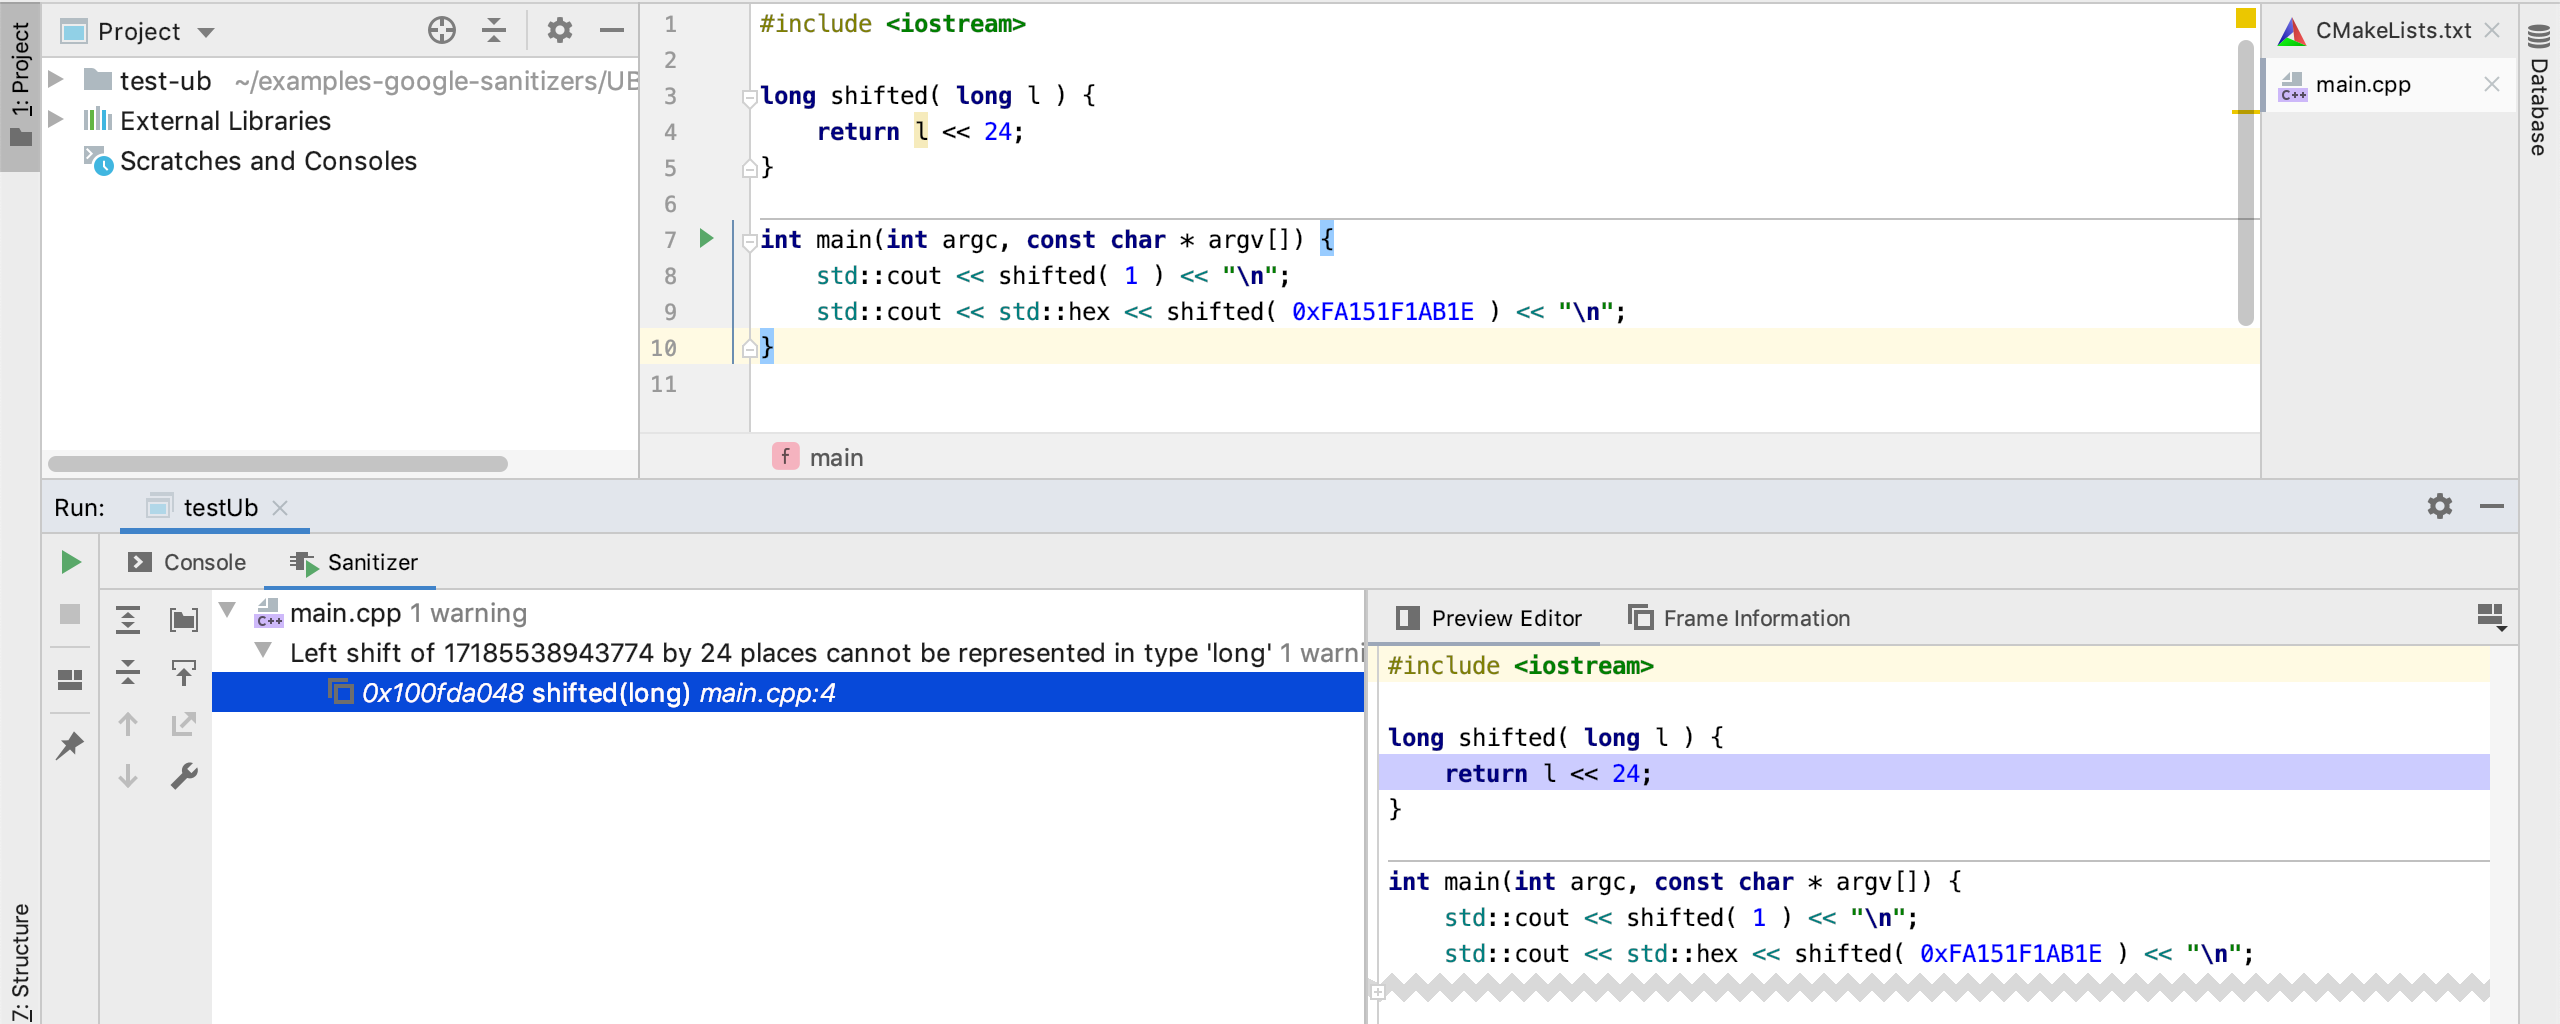 1: Project
Project
test-ub ~/examples-google-sanitizers/UB
External Libraries
Scratches and Consoles
1 #include <iostream>
2
3 long shifted( long l ) {
4 return l << 24;
5 }
6
7 int main(int argc, const char * argv[]) {
8 std::cout << shifted( 1 ) << "\n";
9 std::cout << std::hex << shifted( 0xFA151F1AB1E ) << "\n";
10 }
11
f main
CMakeLists.txt
C++ main.cpp
Database
Run: testUb
Console Sanitizer
C++ main.cpp 1 warning
Left shift of 17185538943774 by 24 places cannot be represented in type 'long' 1 warni
0x100fda048 shifted(long) main.cpp:4
Preview Editor Frame Information
#include <iostream>
long shifted( long l ) {
return l << 24;
}
int main(int argc, const char * argv[]) {
std::cout << shifted( 1 ) << "\n";
std::cout << std::hex << shifted( 0xFA151F1AB1E ) << "\n";
7: Structure